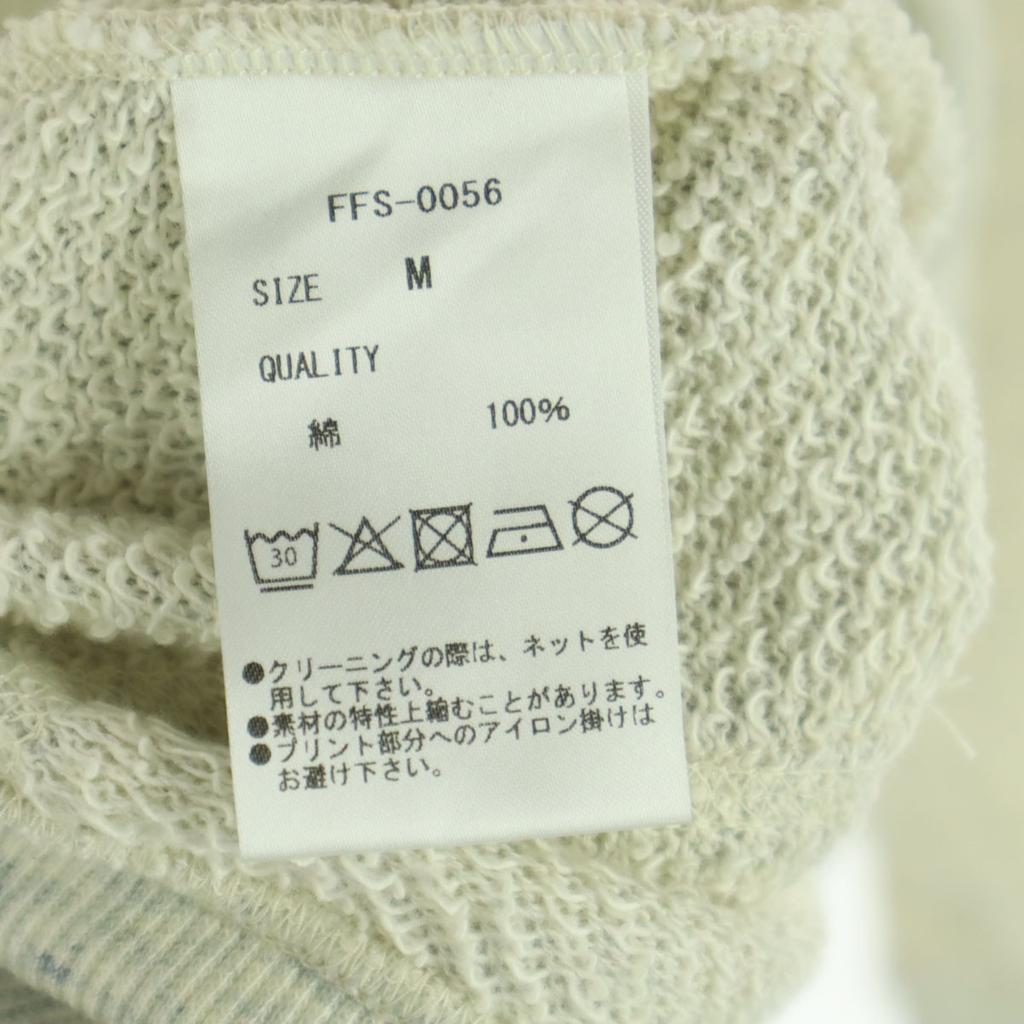 FFS-0056
SIZE M
QUALITY
綿 100%
30
●クリーニングの際は、ネットを使
用して下さい。
●素材の特性上縮むことがあります。
●プリント部分へのアイロン掛けは
お避け下さい。